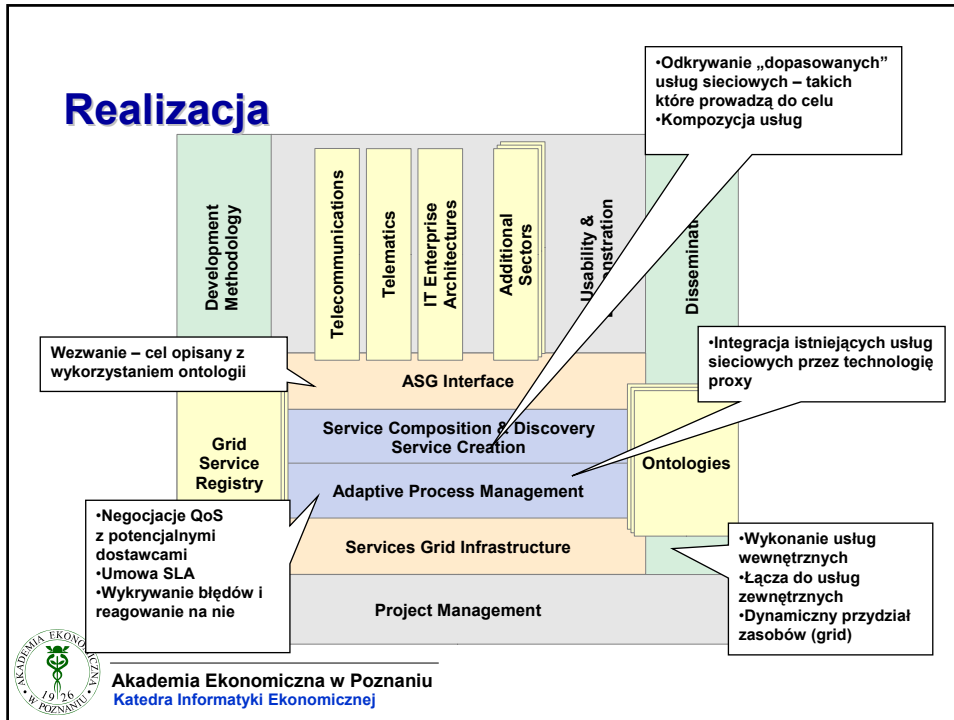 Realizacja
•Odkrywanie „dopasowanych”
usług sieciowych – takich
które prowadzą do celu
•Kompozycja usług
Development
Methodology
Telecommunications
Telematics
IT Enterprise
Architectures
Additional
Sectors
Usability &
Wezwanie – cel opisany z
wykorzystaniem ontologii
•Integracja istniejących usług
sieciowych przez technologię
proxy
ASG Interface
Service Composition & Discovery
Service Creation
Grid
Service
Registry
Ontologies
Adaptive Process Management
•Negocjacje QoS
z potencjalnymi
dostawcami
•Umowa SLA
•Wykrywanie błędów i
reagowanie na nie
Services Grid Infrastructure
•Wykonanie usług
wewnętrznych
•Łącza do usług
zewnętrznych
•Dynamiczny przydział
zasobów (grid)
Project Management
AKADEMIA EKONOMICZNA
W POZNANIU
1926
Akademia Ekonomiczna w Poznaniu
Katedra Informatyki Ekonomicznej